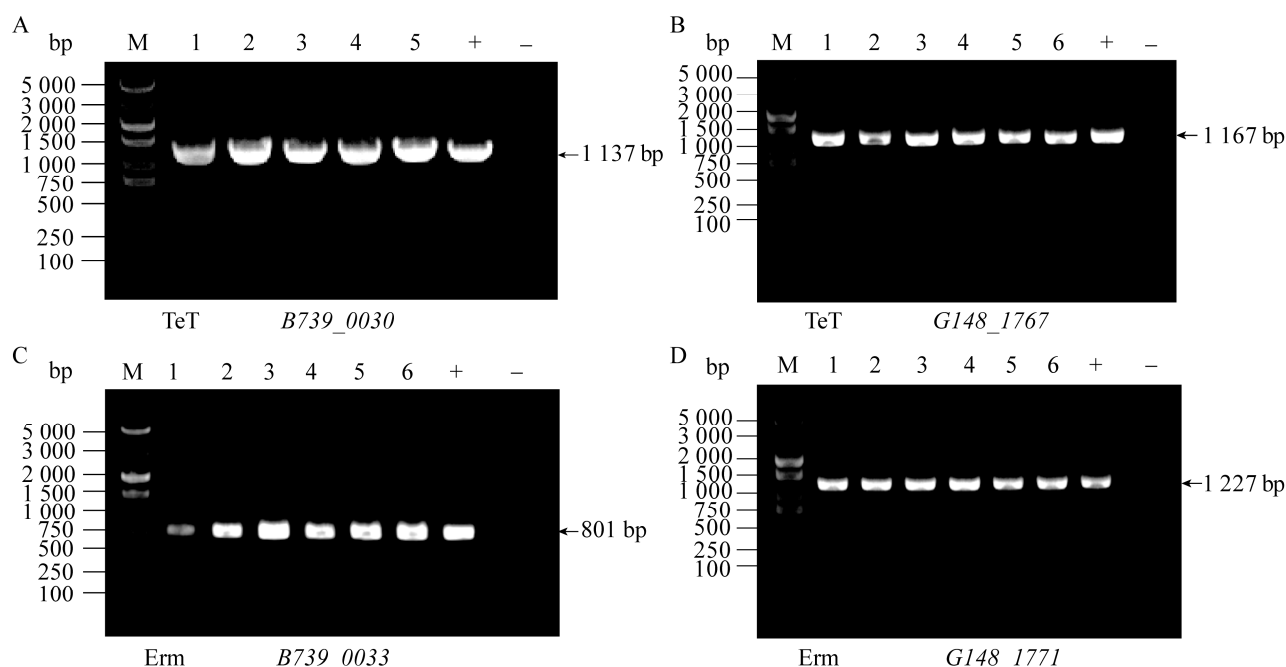 A
bp M 1 2 3 4 5 + –
5 000
3 000
2 000
1 500
1 000
750
500
250
100
←1 137 bp
TeT B739_0030
B
bp M 1 2 3 4 5 6 + –
5 000
3 000
2 000
1 500
1 000
750
500
250
100
←1 167 bp
TeT G148_1767
C
bp M 1 2 3 4 5 6 + –
5 000
3 000
2 000
1 500
1 000
750
500
250
100
←801 bp
Erm B739_0033
D
bp M 1 2 3 4 5 6 + –
5 000
3 000
2 000
1 500
1 000
750
500
250
100
←1 227 bp
Erm G148_1771